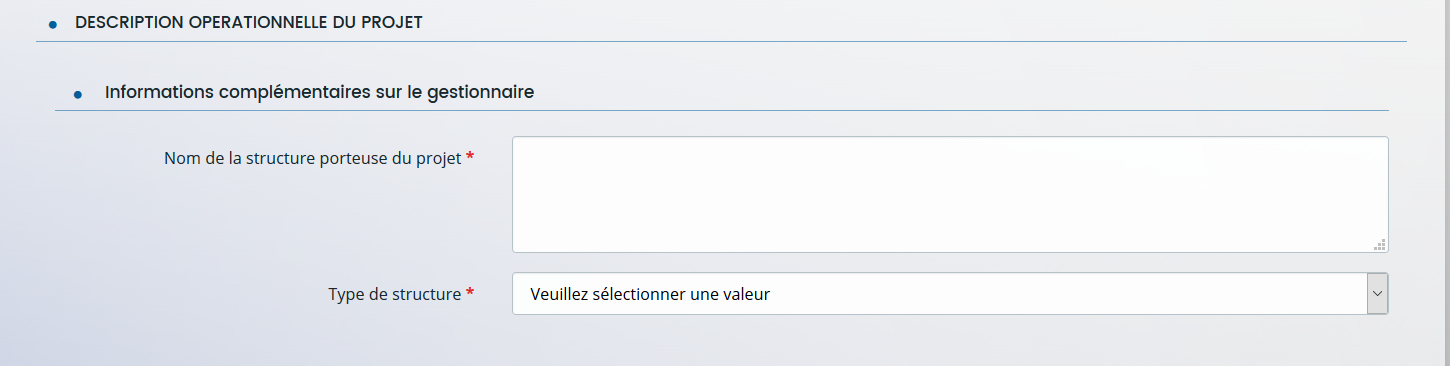 DESCRIPTION OPERATIONNELLE DU PROJET
Informations complémentaires sur le gestionnaire
Nom de la structure porteuse du projet *
Type de structure * Veuillez sélectionner une valeur